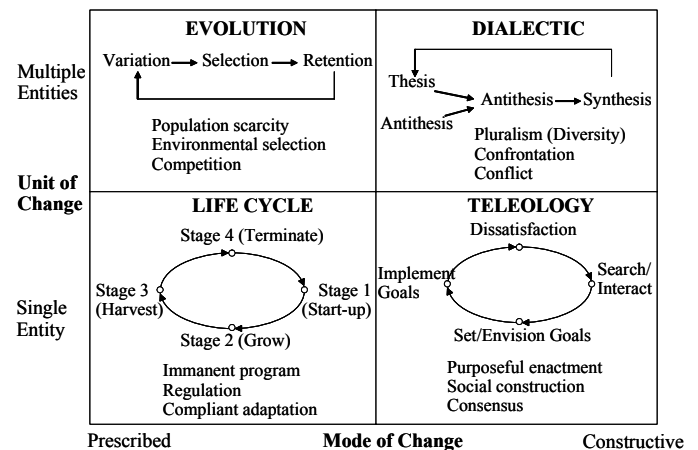 EVOLUTION
Variation Selection Retention
Population scarcity
Environmental selection
Competition
DIALECTIC
Thesis
Antithesis
Antithesis Synthesis
Pluralism (Diversity)
Confrontation
Conflict
Multiple
Entities
Unit of
Change
Single
Entity
LIFE CYCLE
Stage 4 (Terminate)
Stage 3
(Harvest)
Stage 1
(Start-up)
Stage 2 (Grow)
Immanent program
Regulation
Compliant adaptation
TELEOLOGY
Dissatisfaction
Implement
Goals
Search/
Interact
Set/Envision Goals
Purposeful enactment
Social construction
Consensus
Prescribed Mode of Change Constructive